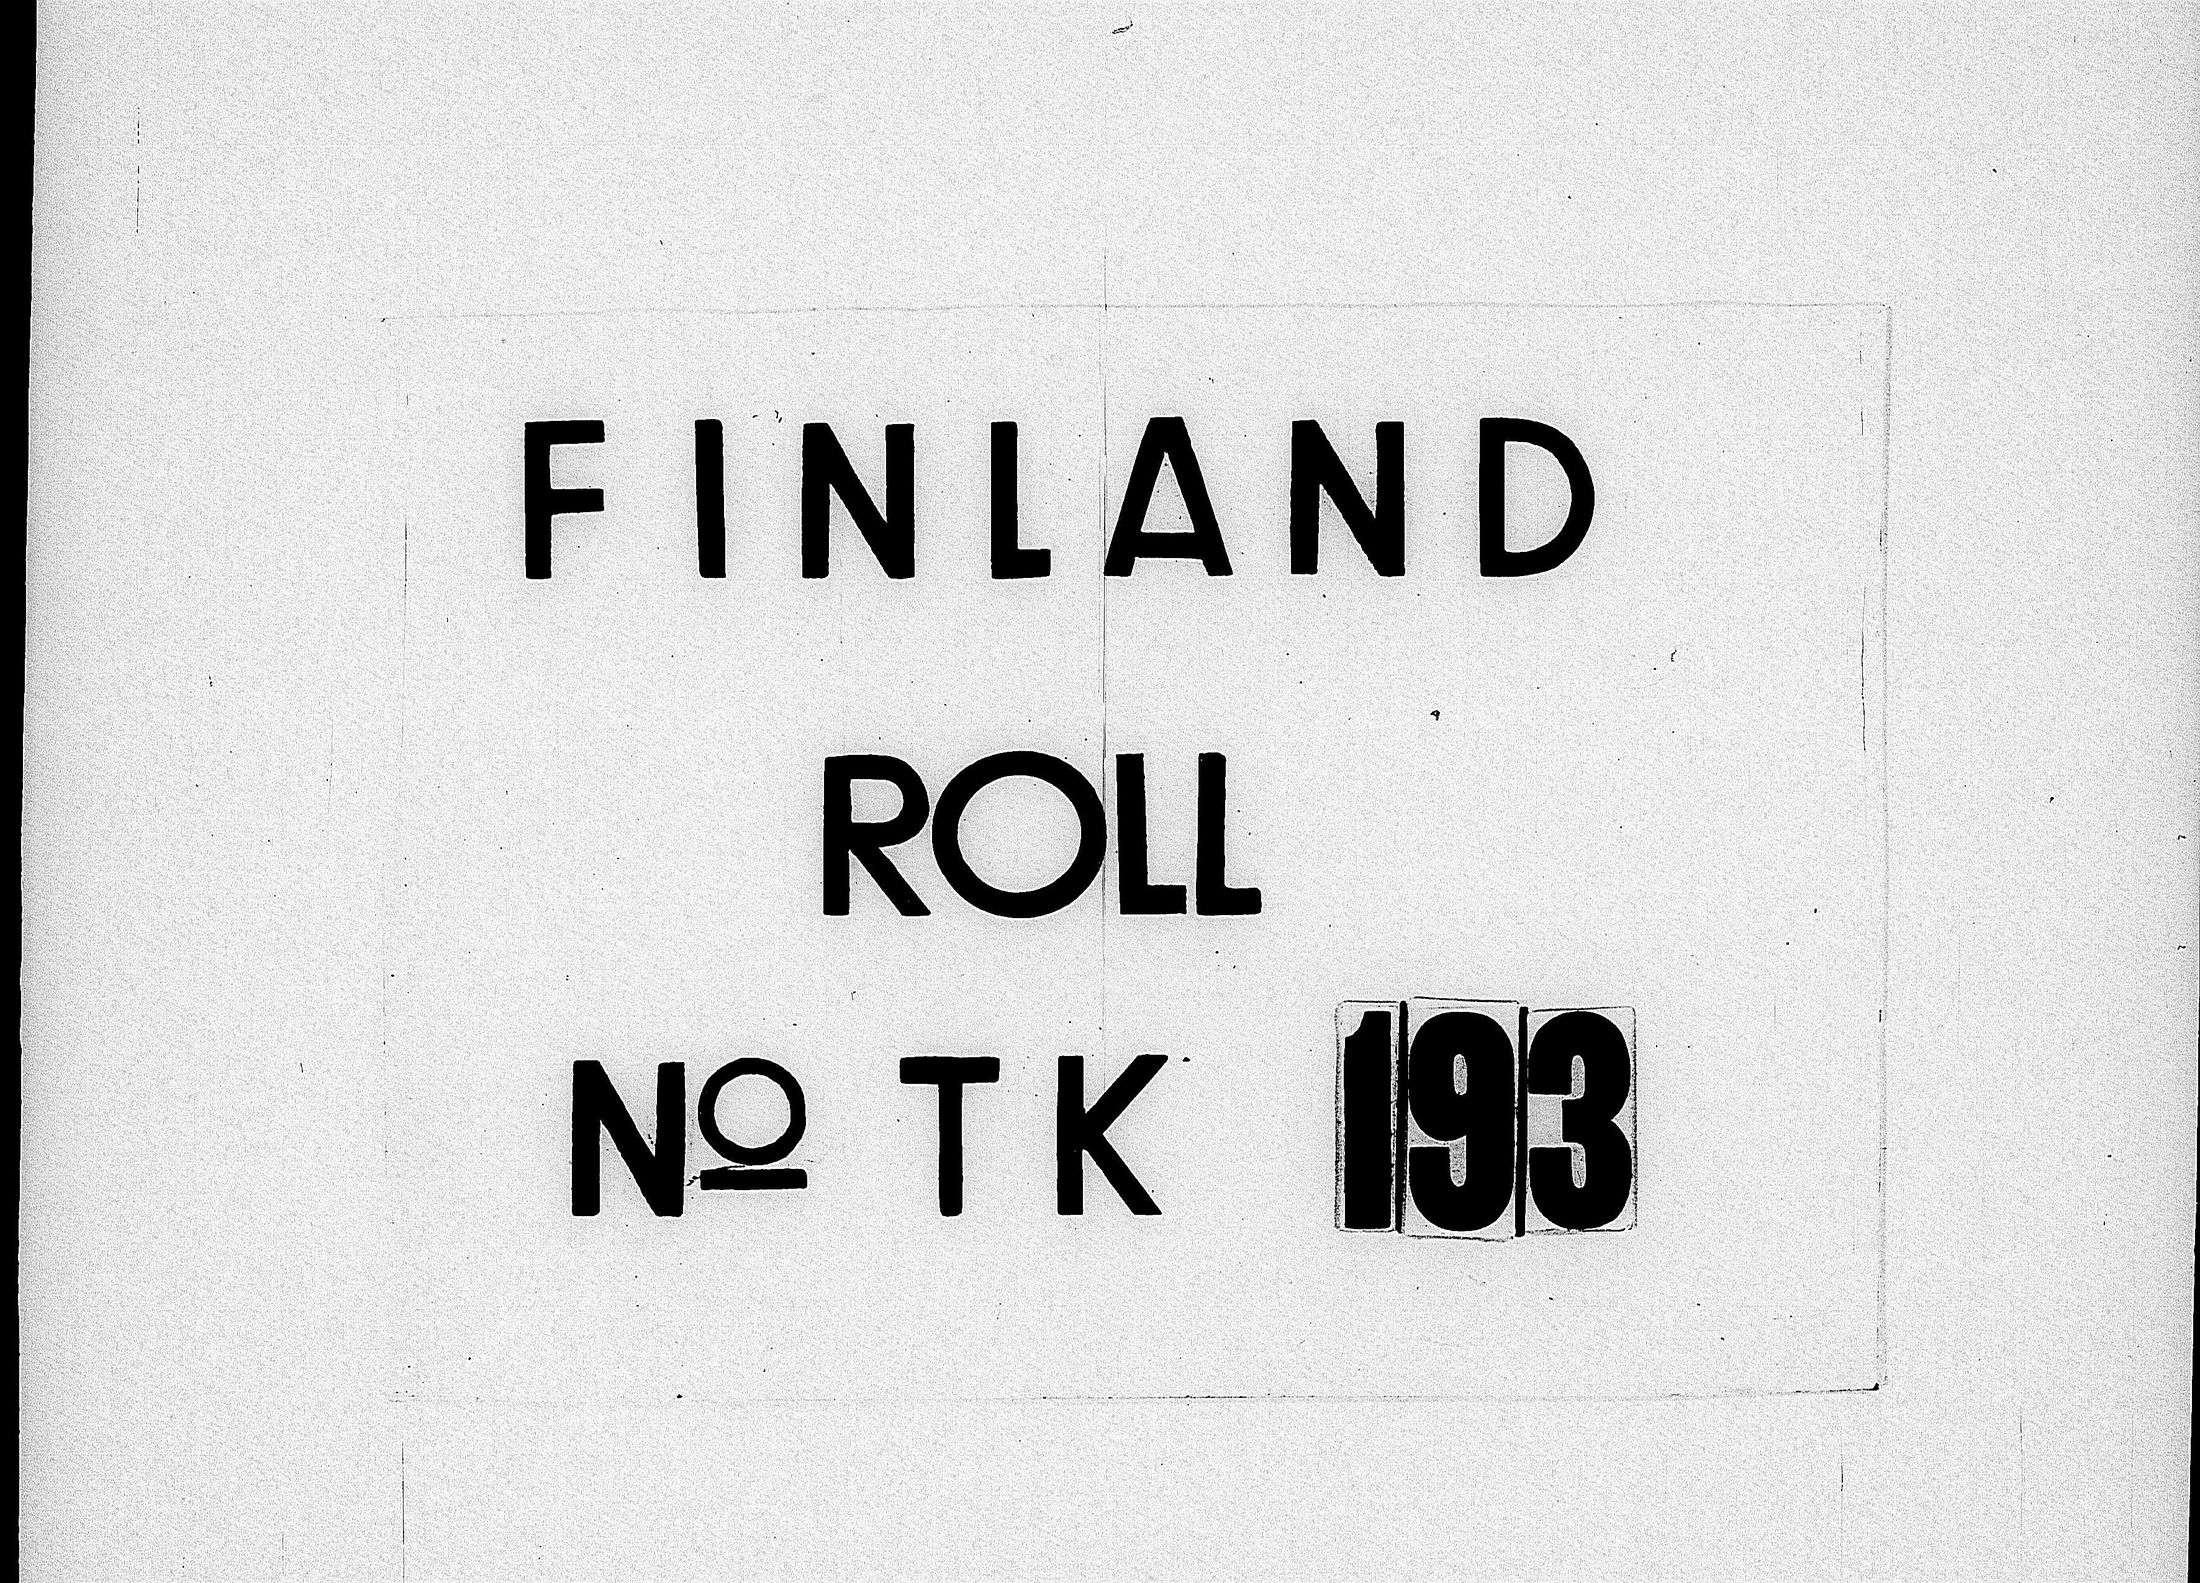 FINLAND
ROLL
Nº TK 193